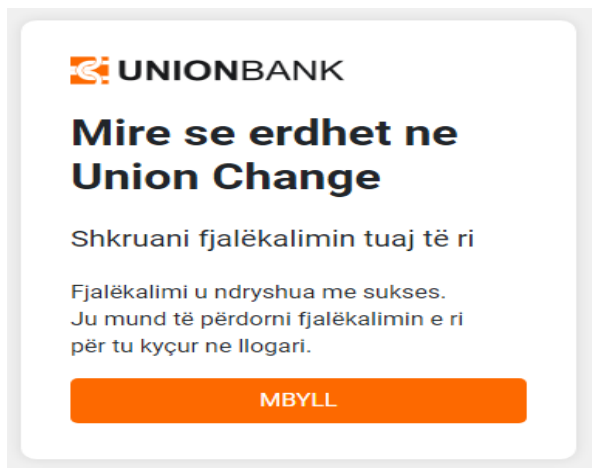 UNIONBANK
Mire se erdhet ne
Union Change
Shkruani fjalëkalimin tuaj të ri
Fjalëkalimi u ndryshua me sukses.
Ju mund të përdorni fjalëkalimin e ri
për tu kyçur ne llogari.
MBYLL